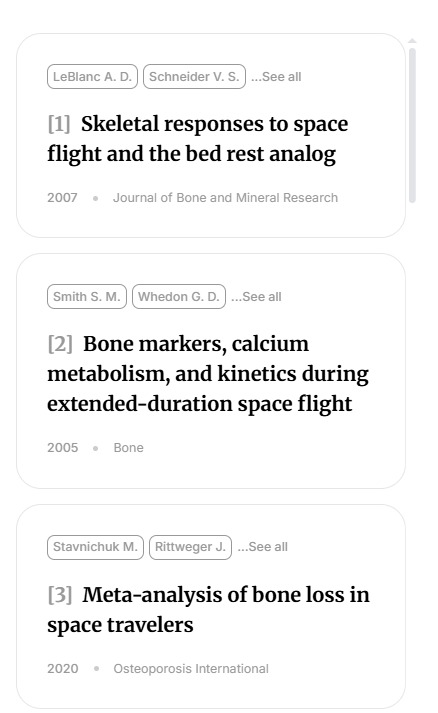 LeBlanc A. D. Schneider V. S. ...See all
[1] Skeletal responses to space
flight and the bed rest analog
2007 • Journal of Bone and Mineral Research
Smith S. M. Whedon G. D. ...See all
[2] Bone markers, calcium
metabolism, and kinetics during
extended-duration space flight
2005 • Bone
Stavnichuk M. Rittweger J. ...See all
[3] Meta-analysis of bone loss in
space travelers
2020 • Osteoporosis International